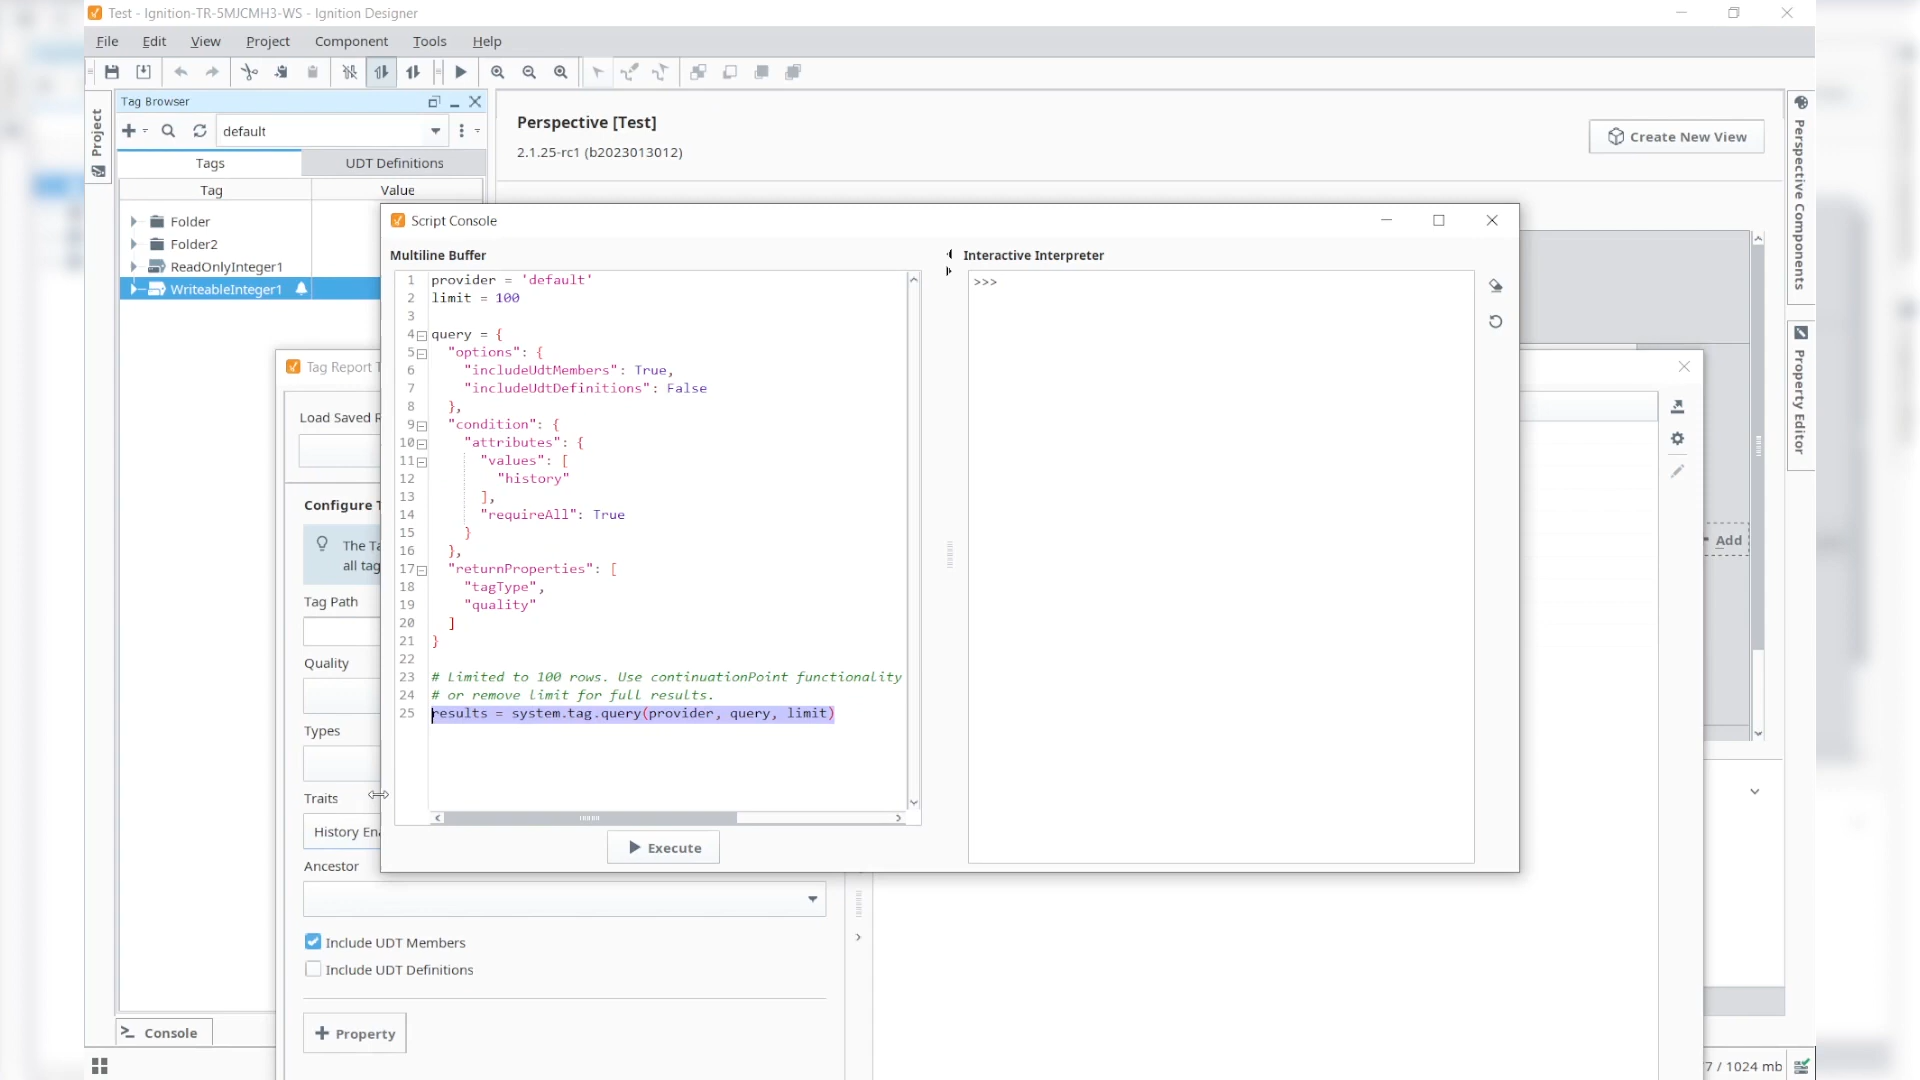 Test - Ignition-TR-5MJCMH3-WS - Ignition Designer
File Edit View Project Component Tools Help
Tag Browser
default
Tags UDT Definitions
Tag Value
Folder
Folder2
ReadOnlyInteger1
WriteableInteger1
Project
Perspective [Test]
2.1.25-rc1 (b2023013012)
Create New View
Perspective Components
Property Editor
Script Console
Multiline Buffer
1 provider = 'default'
2 limit = 100
3
4 query = {
5 "options": {
6 "includeUdtMembers": True,
7 "includeUdtDefinitions": False
8 },
9 "condition": {
10 "attributes": {
11 "values": [
12 "history"
13 ],
14 "requireAll": True
15 }
16 },
17 "returnProperties": [
18 "tagType",
19 "quality"
20 ]
21 }
22
23 # Limited to 100 rows. Use continuationPoint functionality
24 # or remove limit for full results.
25 results = system.tag.query(provider, query, limit)
Execute
Interactive Interpreter
>>>
Tag Report T
Load Saved R
Configure T
The Ta
all tag
Tag Path
Quality
Types
Traits
History Ena
Ancestor
Include UDT Members
Include UDT Definitions
Property
Add
Console
7 / 1024 mb